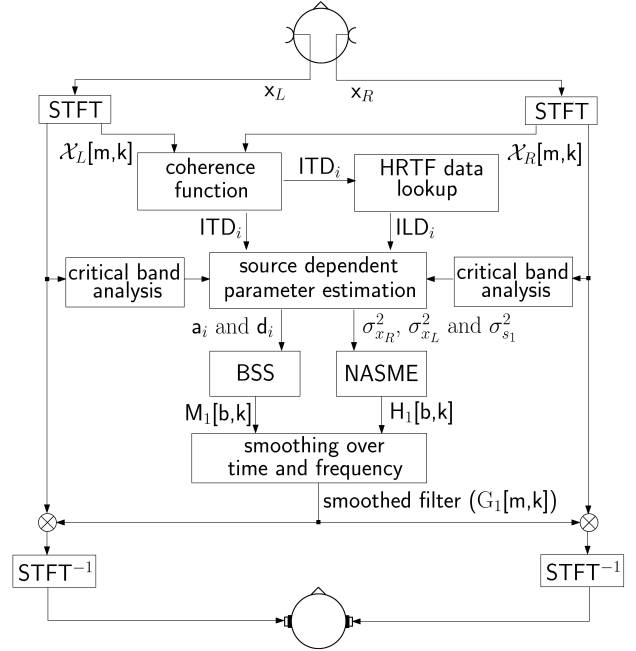 x_L x_R
STFT STFT
𝒳_L[m,k] 𝒳_R[m,k]
coherence
function
ITD_i
HRTF data
lookup
ITD_i ILD_i
critical band
analysis
source dependent
parameter estimation
critical band
analysis
a_i and d_i
σ²_{x_R}, σ²_{x_L} and σ²_{s_1}
BSS NASME
M_1[b,k] H_1[b,k]
smoothing over
time and frequency
smoothed filter (G_1[m,k])
STFT⁻¹ STFT⁻¹